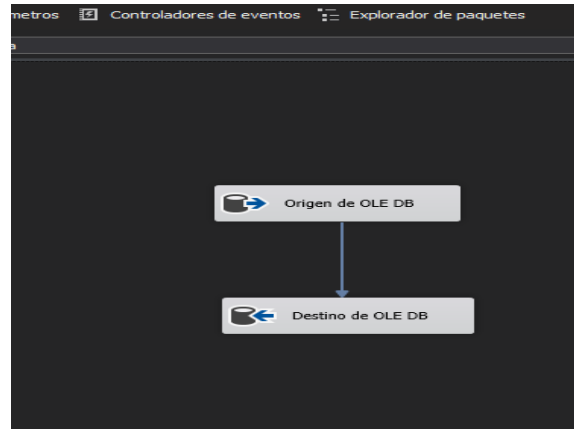 metros Controladores de eventos Explorador de paquetes
a
Origen de OLE DB
Destino de OLE DB